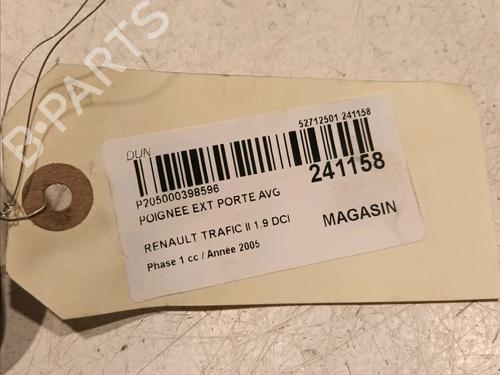 B-PARTS
52712501 241158
DUN
P205000398596
POIGNEE EXT PORTE AVG
241158
RENAULT TRAFIC II 1.9 DCI
MAGASIN
Phase 1 cc / Année 2005